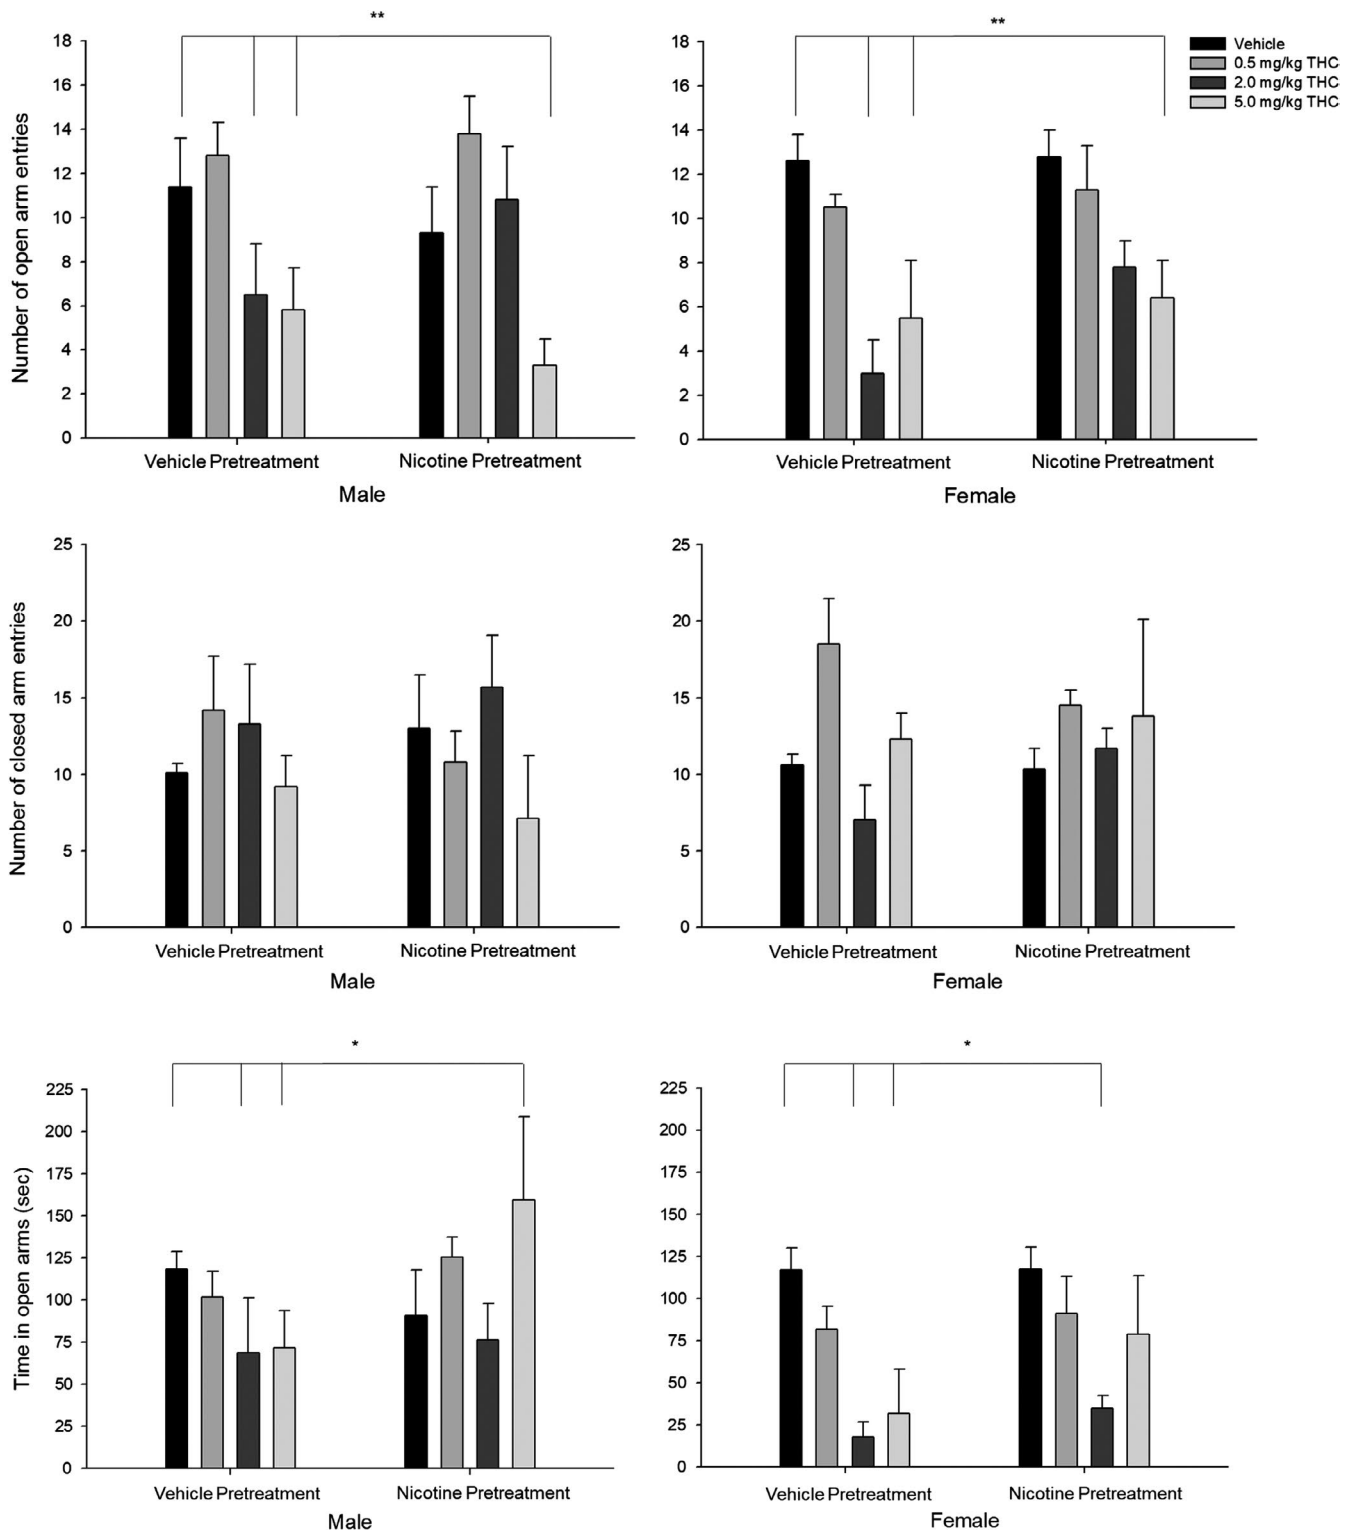 **
**
Vehicle
0.5 mg/kg THC
2.0 mg/kg THC
5.0 mg/kg THC
Number of open arm entries
18
16
14
12
10
8
6
4
2
0
Vehicle Pretreatment
Nicotine Pretreatment
Male
18
16
14
12
10
8
6
4
2
0
Vehicle Pretreatment
Nicotine Pretreatment
Female
Number of closed arm entries
25
20
15
10
5
0
Vehicle Pretreatment
Nicotine Pretreatment
Male
25
20
15
10
5
0
Vehicle Pretreatment
Nicotine Pretreatment
Female
*
Time in open arms (sec)
225
200
175
150
125
100
75
50
25
0
Vehicle Pretreatment
Nicotine Pretreatment
Male
*
225
200
175
150
125
100
75
50
25
0
Vehicle Pretreatment
Nicotine Pretreatment
Female